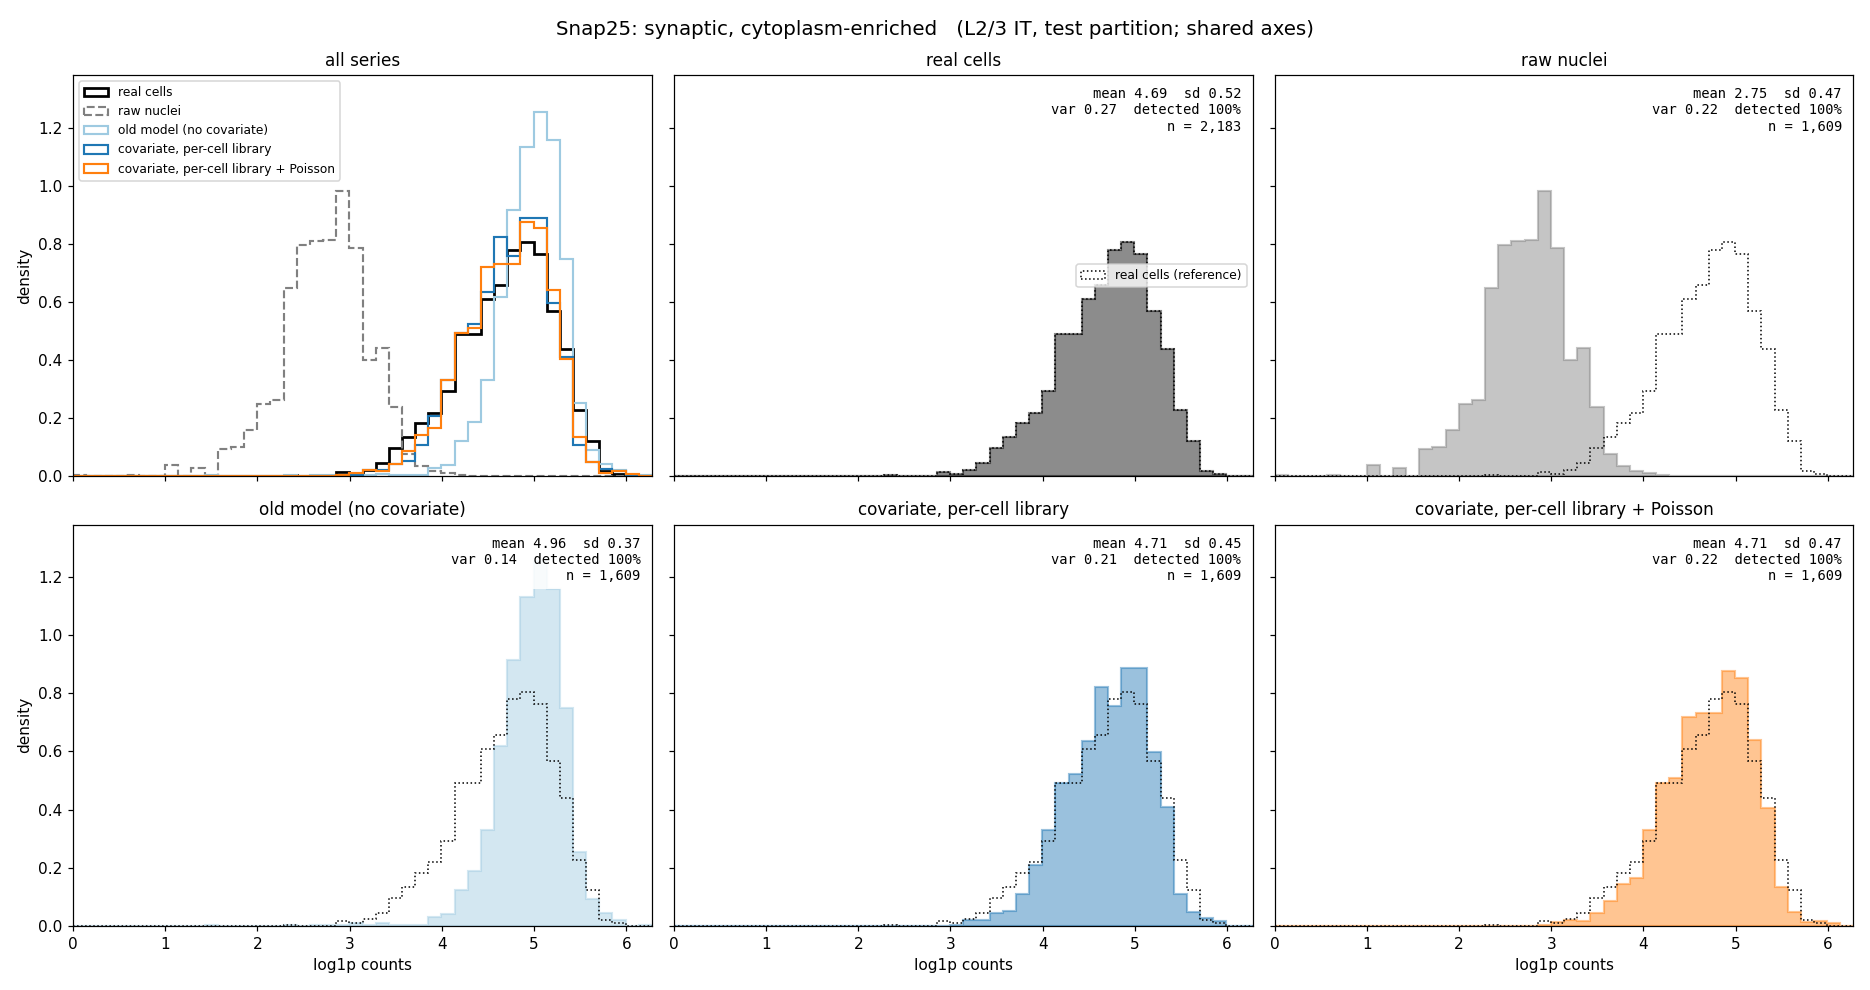 Snap25: synaptic, cytoplasm-enriched   (L2/3 IT, test partition; shared axes)
all series
real cells
raw nuclei
old model (no covariate)
covariate, per-cell library
covariate, per-cell library + Poisson
density
0.0
0.2
0.4
0.6
0.8
1.0
1.2
real cells
mean 4.69  sd 0.52
var 0.27  detected 100%
n = 2,183
real cells (reference)
raw nuclei
mean 2.75  sd 0.47
var 0.22  detected 100%
n = 1,609
old model (no covariate)
mean 4.96  sd 0.37
var 0.14  detected 100%
n = 1,609
density
0.0
0.2
0.4
0.6
0.8
1.0
1.2
0 1 2 3 4 5 6
log1p counts
covariate, per-cell library
mean 4.71  sd 0.45
var 0.21  detected 100%
n = 1,609
0 1 2 3 4 5 6
log1p counts
covariate, per-cell library + Poisson
mean 4.71  sd 0.47
var 0.22  detected 100%
n = 1,609
0 1 2 3 4 5 6
log1p counts